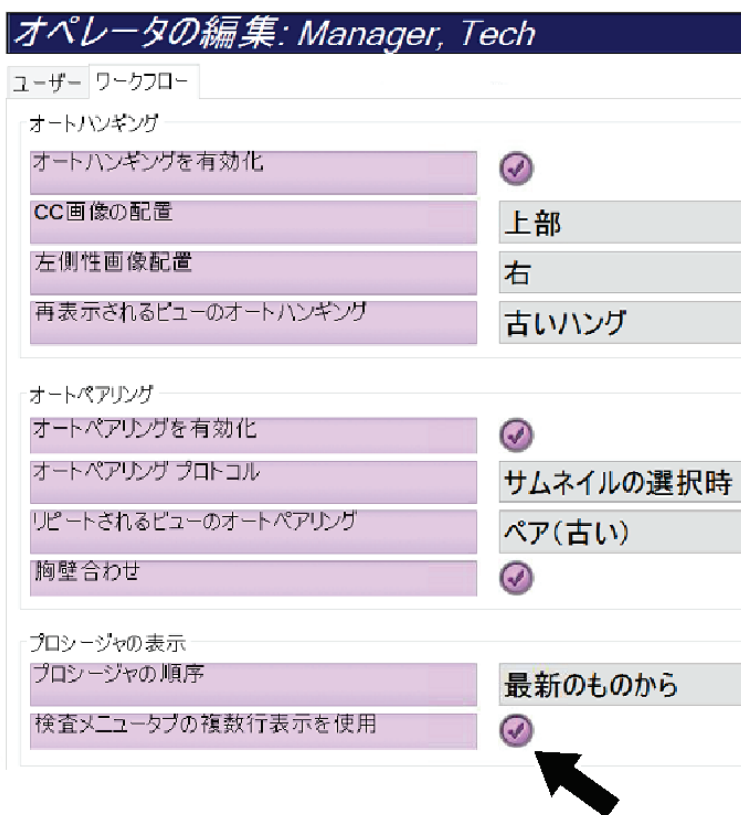 オペレータの編集: Manager, Tech
ユーザー ワークフロー
オートハンギング
オートハンギングを有効化
CC画像の配置 上部
左側性画像配置 右
再表示されるビューのオートハンギング 古いハング
オートペアリング
オートペアリングを有効化
オートペアリング プロトコル サムネイルの選択時
リピートされるビューのオートペアリング ペア(古い)
胸壁合わせ
プロシージャの表示
プロシージャの順序 最新のものから
検査メニュータブの複数行表示を使用